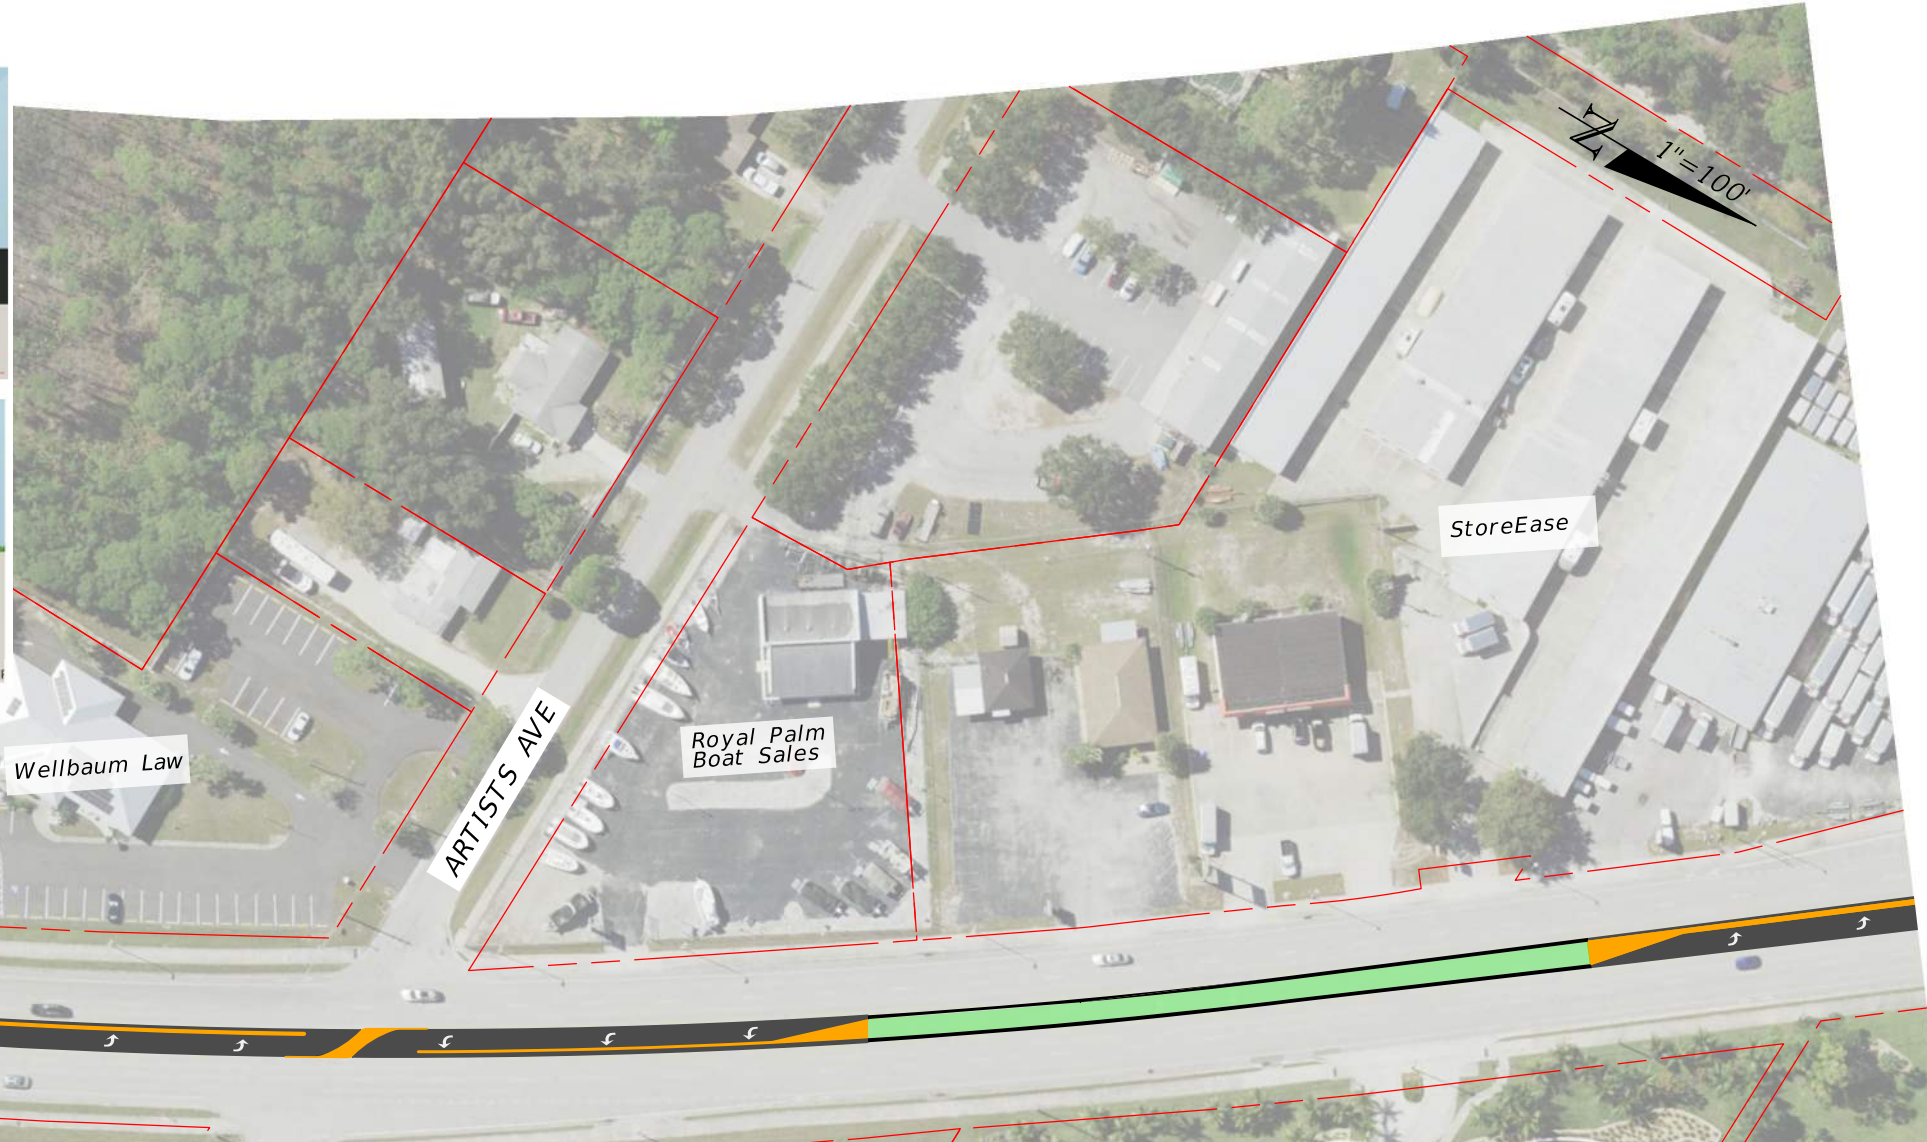 N
1"=100'
StoreEase
Royal Palm
Boat Sales
Wellbaum Law
ARTISTS AVE